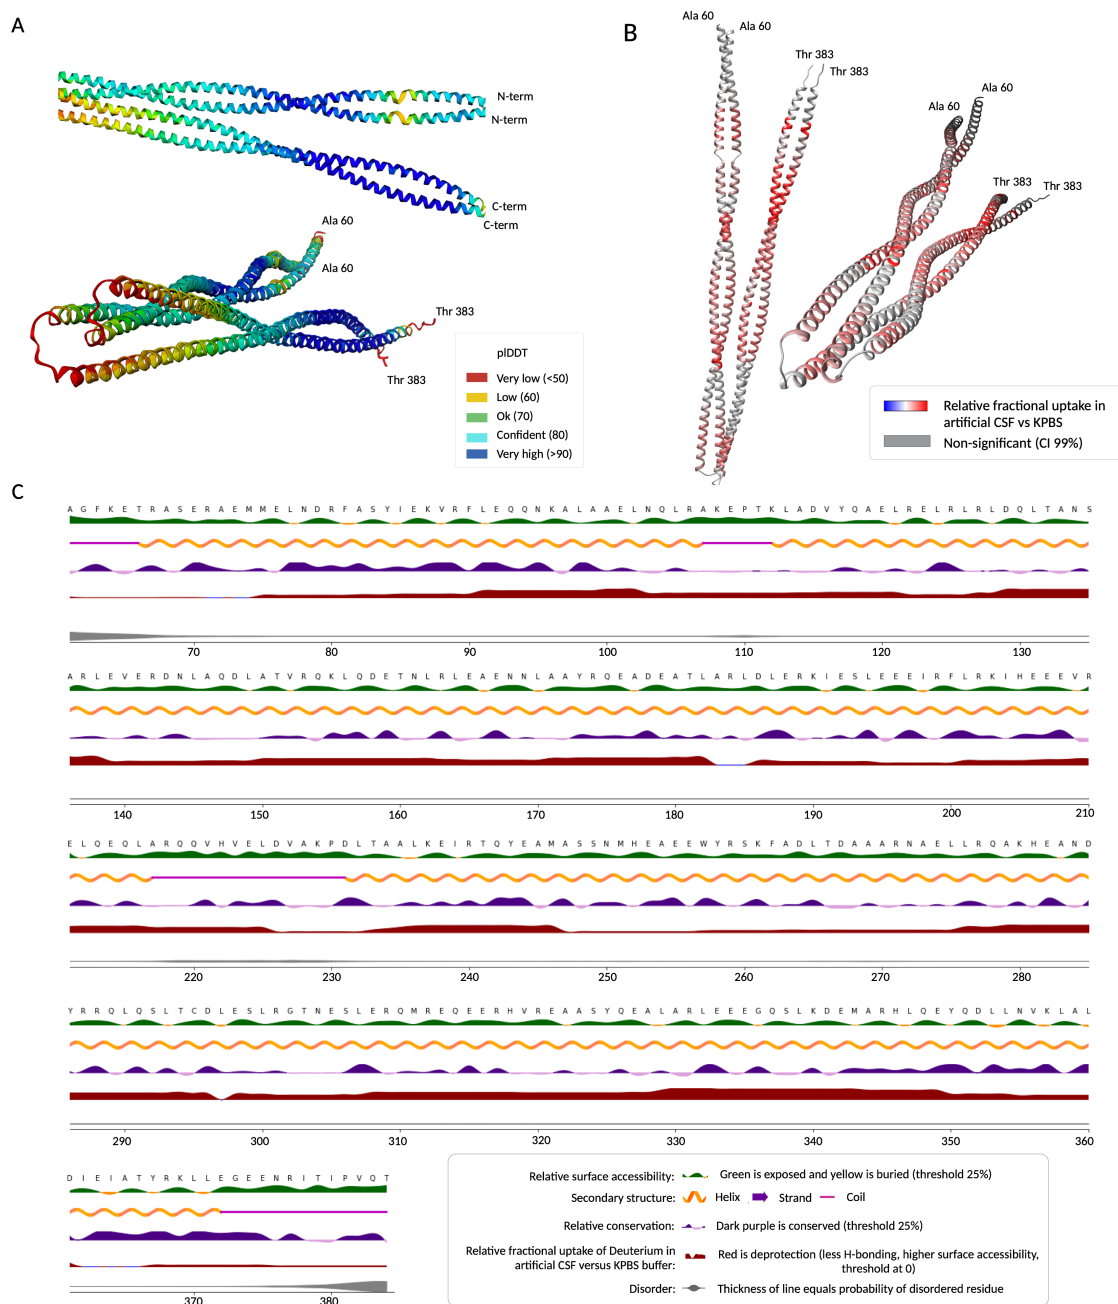 A
N-term
N-term
C-term
C-term
Ala 60
Ala 60
Thr 383
Thr 383
plDDT
Very low (<50)
Low (60)
Ok (70)
Confident (80)
Very high (>90)
B
Ala 60
Ala 60
Thr 383
Thr 383
Ala 60
Ala 60
Thr 383
Thr 383
Relative fractional uptake in
artificial CSF vs KPBS
Non-significant (CI 99%)
C
A G F K E T R A S E R A E M M E L N D R F A S Y I E K V R F L E Q Q N K A L A A E L N Q L R A K E P T K L A D V Y Q A E L R E L R L R L D Q L T A N S
70 80 90 100 110 120 130
A R L E V E R D N L A Q D L A T V R Q K L Q D E T N L R L E A E N N L A A Y R Q E A D E A T L A R L D L E R K I E S L E E E I R F L R K I H E E E V R
140 150 160 170 180 190 200 210
E L Q E Q L A R Q Q V H V E L D V A K P D L T A A L K E I R T Q Y E A M A S S N M H E A E E W Y R S K F A D L T D A A A R N A E L L R Q A K H E A N D
220 230 240 250 260 270 280
Y R R Q L Q S L T C D L E S L R G T N E S L E R Q M R E Q E E R H V R E A A S Y Q E A L A R L E E E G Q S L K D E M A R H L Q E Y Q D L L N V K L A L
290 300 310 320 330 340 350 360
D I E I A T Y R K L L E G E E N R I T I P V Q T
370 380
Relative surface accessibility: Green is exposed and yellow is buried (threshold 25%)
Secondary structure: Helix Strand Coil
Relative conservation: Dark purple is conserved (threshold 25%)
Relative fractional uptake of Deuterium in
artificial CSF versus KPBS buffer: Red is deprotection (less H-bonding, higher surface accessibility,
threshold at 0)
Disorder: Thickness of line equals probability of disordered residue